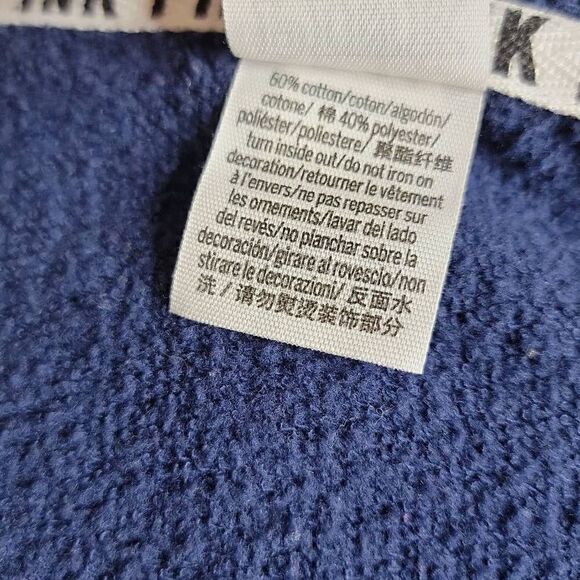 INK PINK
K
60% cotton/coton/algodón/
cotone/ 棉 40% polyester/
poliéster/poliestere/ 聚酯纤维
turn inside out/do not iron on
decoration/retourner le vêtement
à l'envers/ne pas repasser sur
les ornements/lavar del lado
del revés/no planchar sobre la
decoración/girare al rovescio/non
stirare le decorazioni/ 反面水
洗/请勿熨烫装饰部分